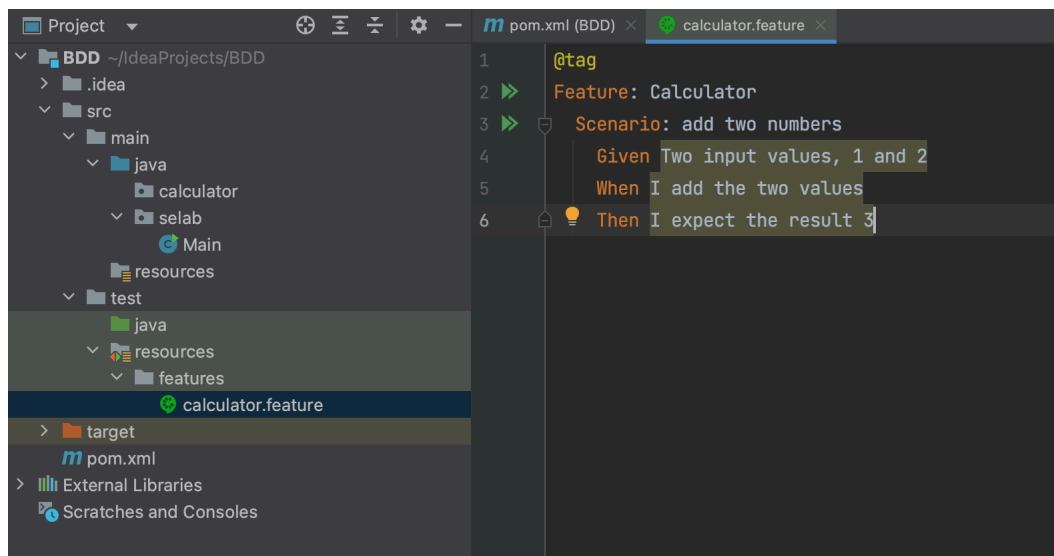 Project
BDD ~/IdeaProjects/BDD
.idea
src
main
java
calculator
selab
Main
resources
test
java
resources
features
calculator.feature
target
pom.xml
External Libraries
Scratches and Consoles
pom.xml (BDD)
calculator.feature
1 @tag
2 Feature: Calculator
3 Scenario: add two numbers
4 Given Two input values, 1 and 2
5 When I add the two values
6 Then I expect the result 3